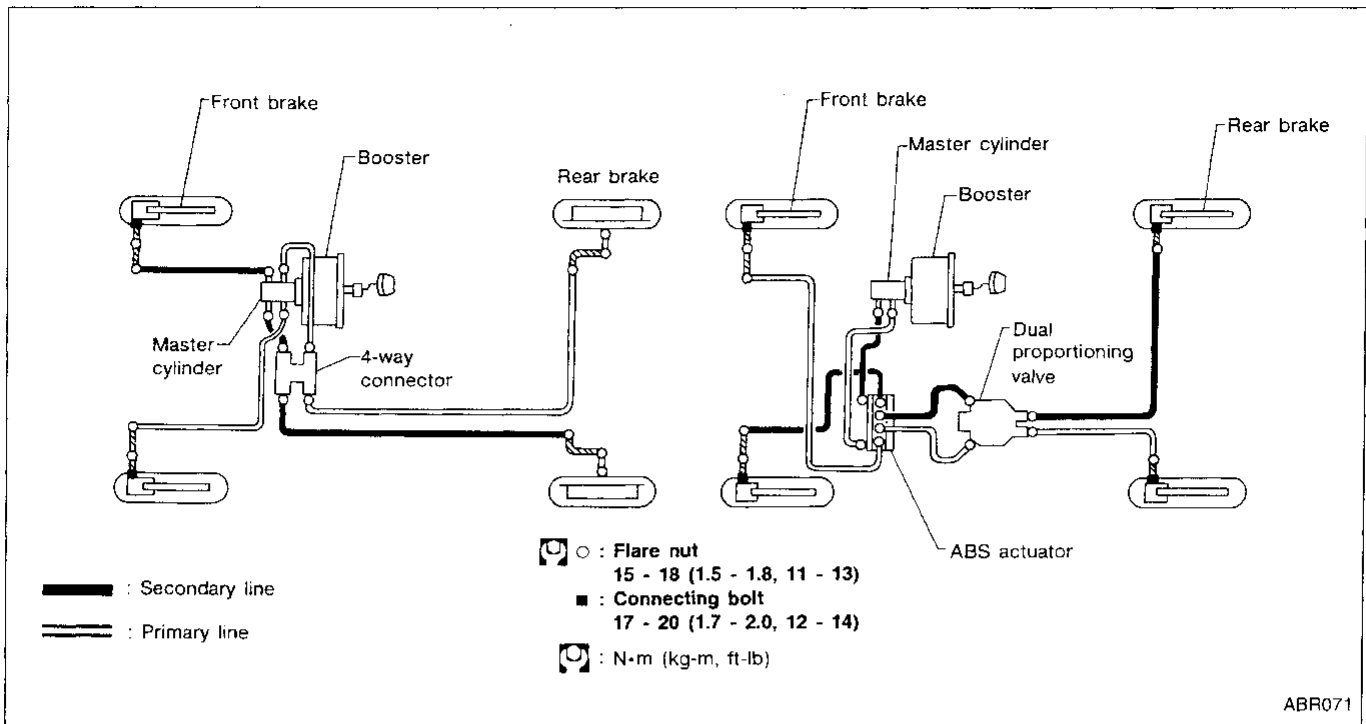 Front brake
Booster
Rear brake
Master
cylinder
4-way
connector
Front brake
Master cylinder
Booster
Rear brake
Dual
proportioning
valve
ABS actuator
: Secondary line
: Primary line
○ : Flare nut
15 - 18 (1.5 - 1.8, 11 - 13)
■ : Connecting bolt
17 - 20 (1.7 - 2.0, 12 - 14)
: N•m (kg-m, ft-lb)
ABR071